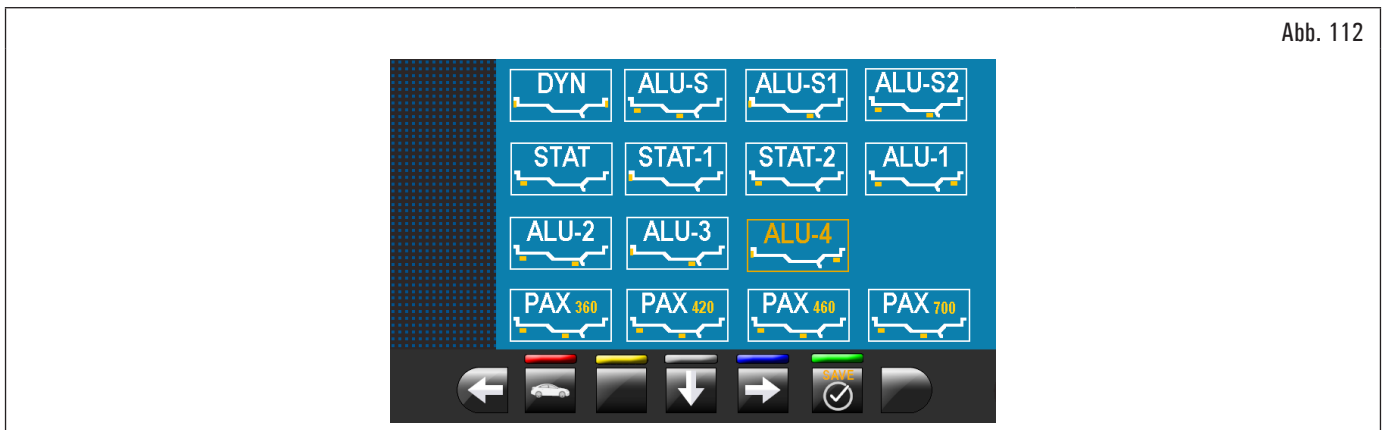 Abb. 112
DYN ALU-S ALU-S1 ALU-S2
STAT STAT-1 STAT-2 ALU-1
ALU-2 ALU-3 ALU-4
PAX 360 PAX 420 PAX 460 PAX 700
SAVE